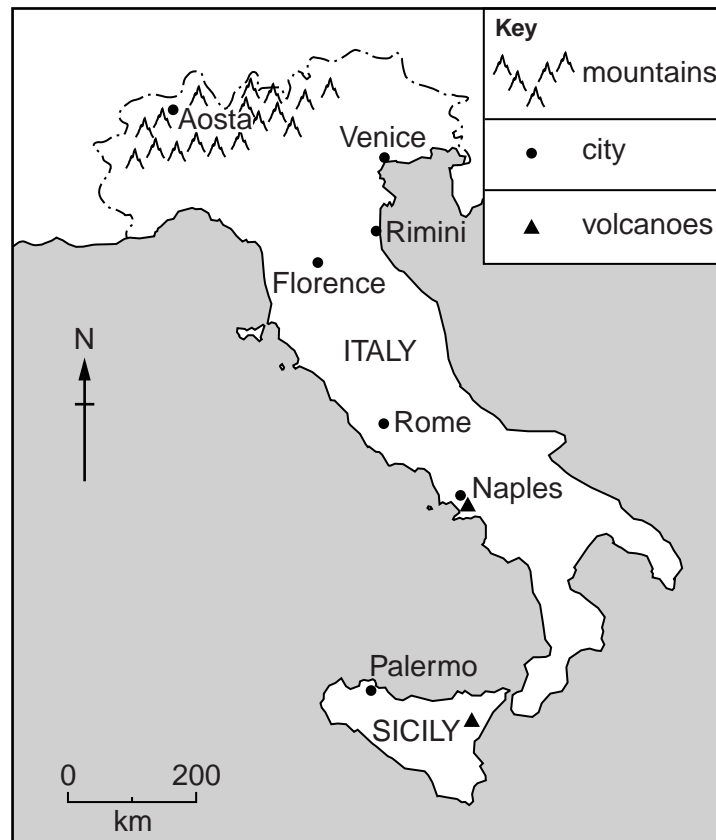 Key
mountains
city
volcanoes
Aosta
Venice
Rimini
Florence
N
ITALY
Rome
Naples
Palermo
SICILY
0 200
km